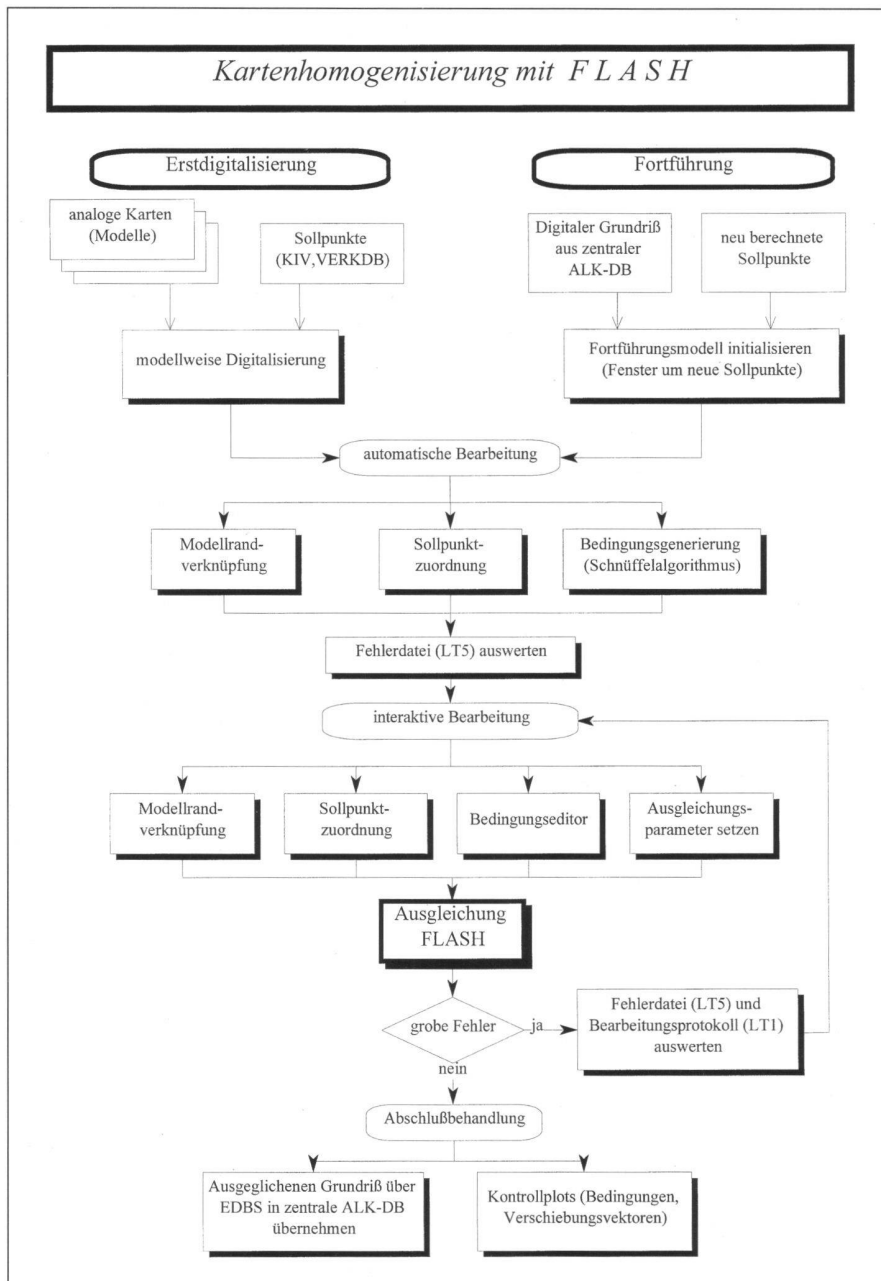 Kartenhomogenisierung mit F L A S H
Erstdigitalisierung
Fortführung
analoge Karten
(Modelle)
Sollpunkte
(KIV,VERKDB)
Digitaler Grundriß
aus zentraler
ALK-DB
neu berechnete
Sollpunkte
modellweise Digitalisierung
Fortführungsmodell initialisieren
(Fenster um neue Sollpunkte)
automatische Bearbeitung
Modellrand-
verknüpfung
Sollpunkt-
zuordnung
Bedingungsgenerierung
(Schnüffelalgorithmus)
Fehlerdatei (LT5) auswerten
interaktive Bearbeitung
Modellrand-
verknüpfung
Sollpunkt-
zuordnung
Bedingungseditor
Ausgleichungs-
parameter setzen
Ausgleichung
FLASH
grobe Fehler
ja
Fehlerdatei (LT5) und
Bearbeitungsprotokoll (LT1)
auswerten
nein
Abschlußbehandlung
Ausgeglichenen Grundriß über
EDBS in zentrale ALK-DB
übernehmen
Kontrollplots (Bedingungen,
Verschiebungsvektoren)